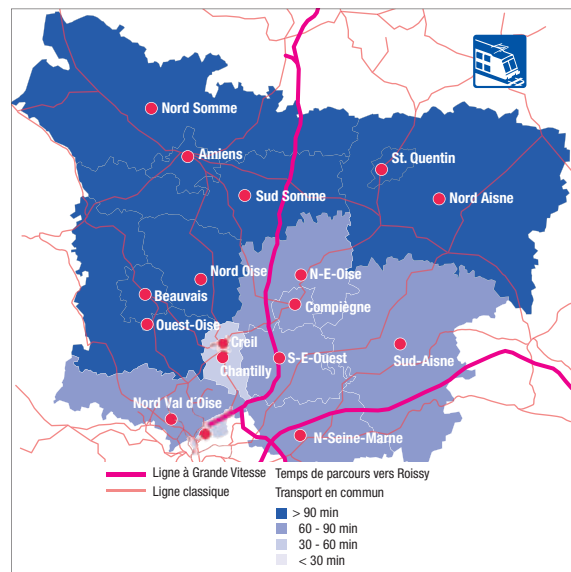 Nord Somme
Amiens
St. Quentin
Sud Somme
Nord Aisne
Nord Oise
N-E-Oise
Beauvais
Compiègne
Ouest-Oise
Creil
Chantilly
S-E-Ouest
Sud-Aisne
Nord Val d'Oise
N-Seine-Marne
Ligne à Grande Vitesse
Ligne classique
Temps de parcours vers Roissy
Transport en commun
> 90 min
60 - 90 min
30 - 60 min
< 30 min